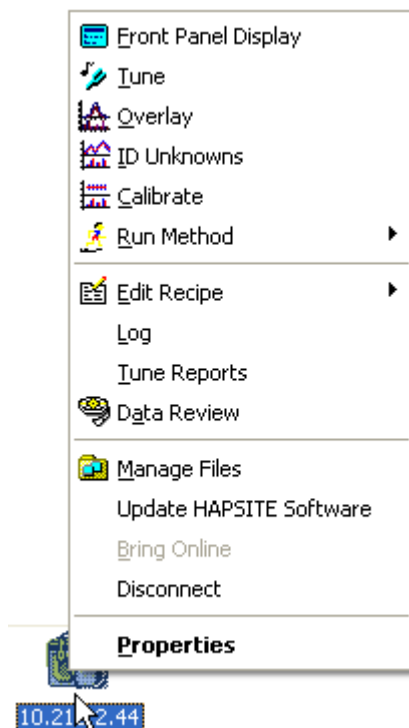 Front Panel Display
Tune
Overlay
ID Unknowns
Calibrate
Run Method
Edit Recipe
Log
Tune Reports
Data Review
Manage Files
Update HAPSITE Software
Bring Online
Disconnect
Properties